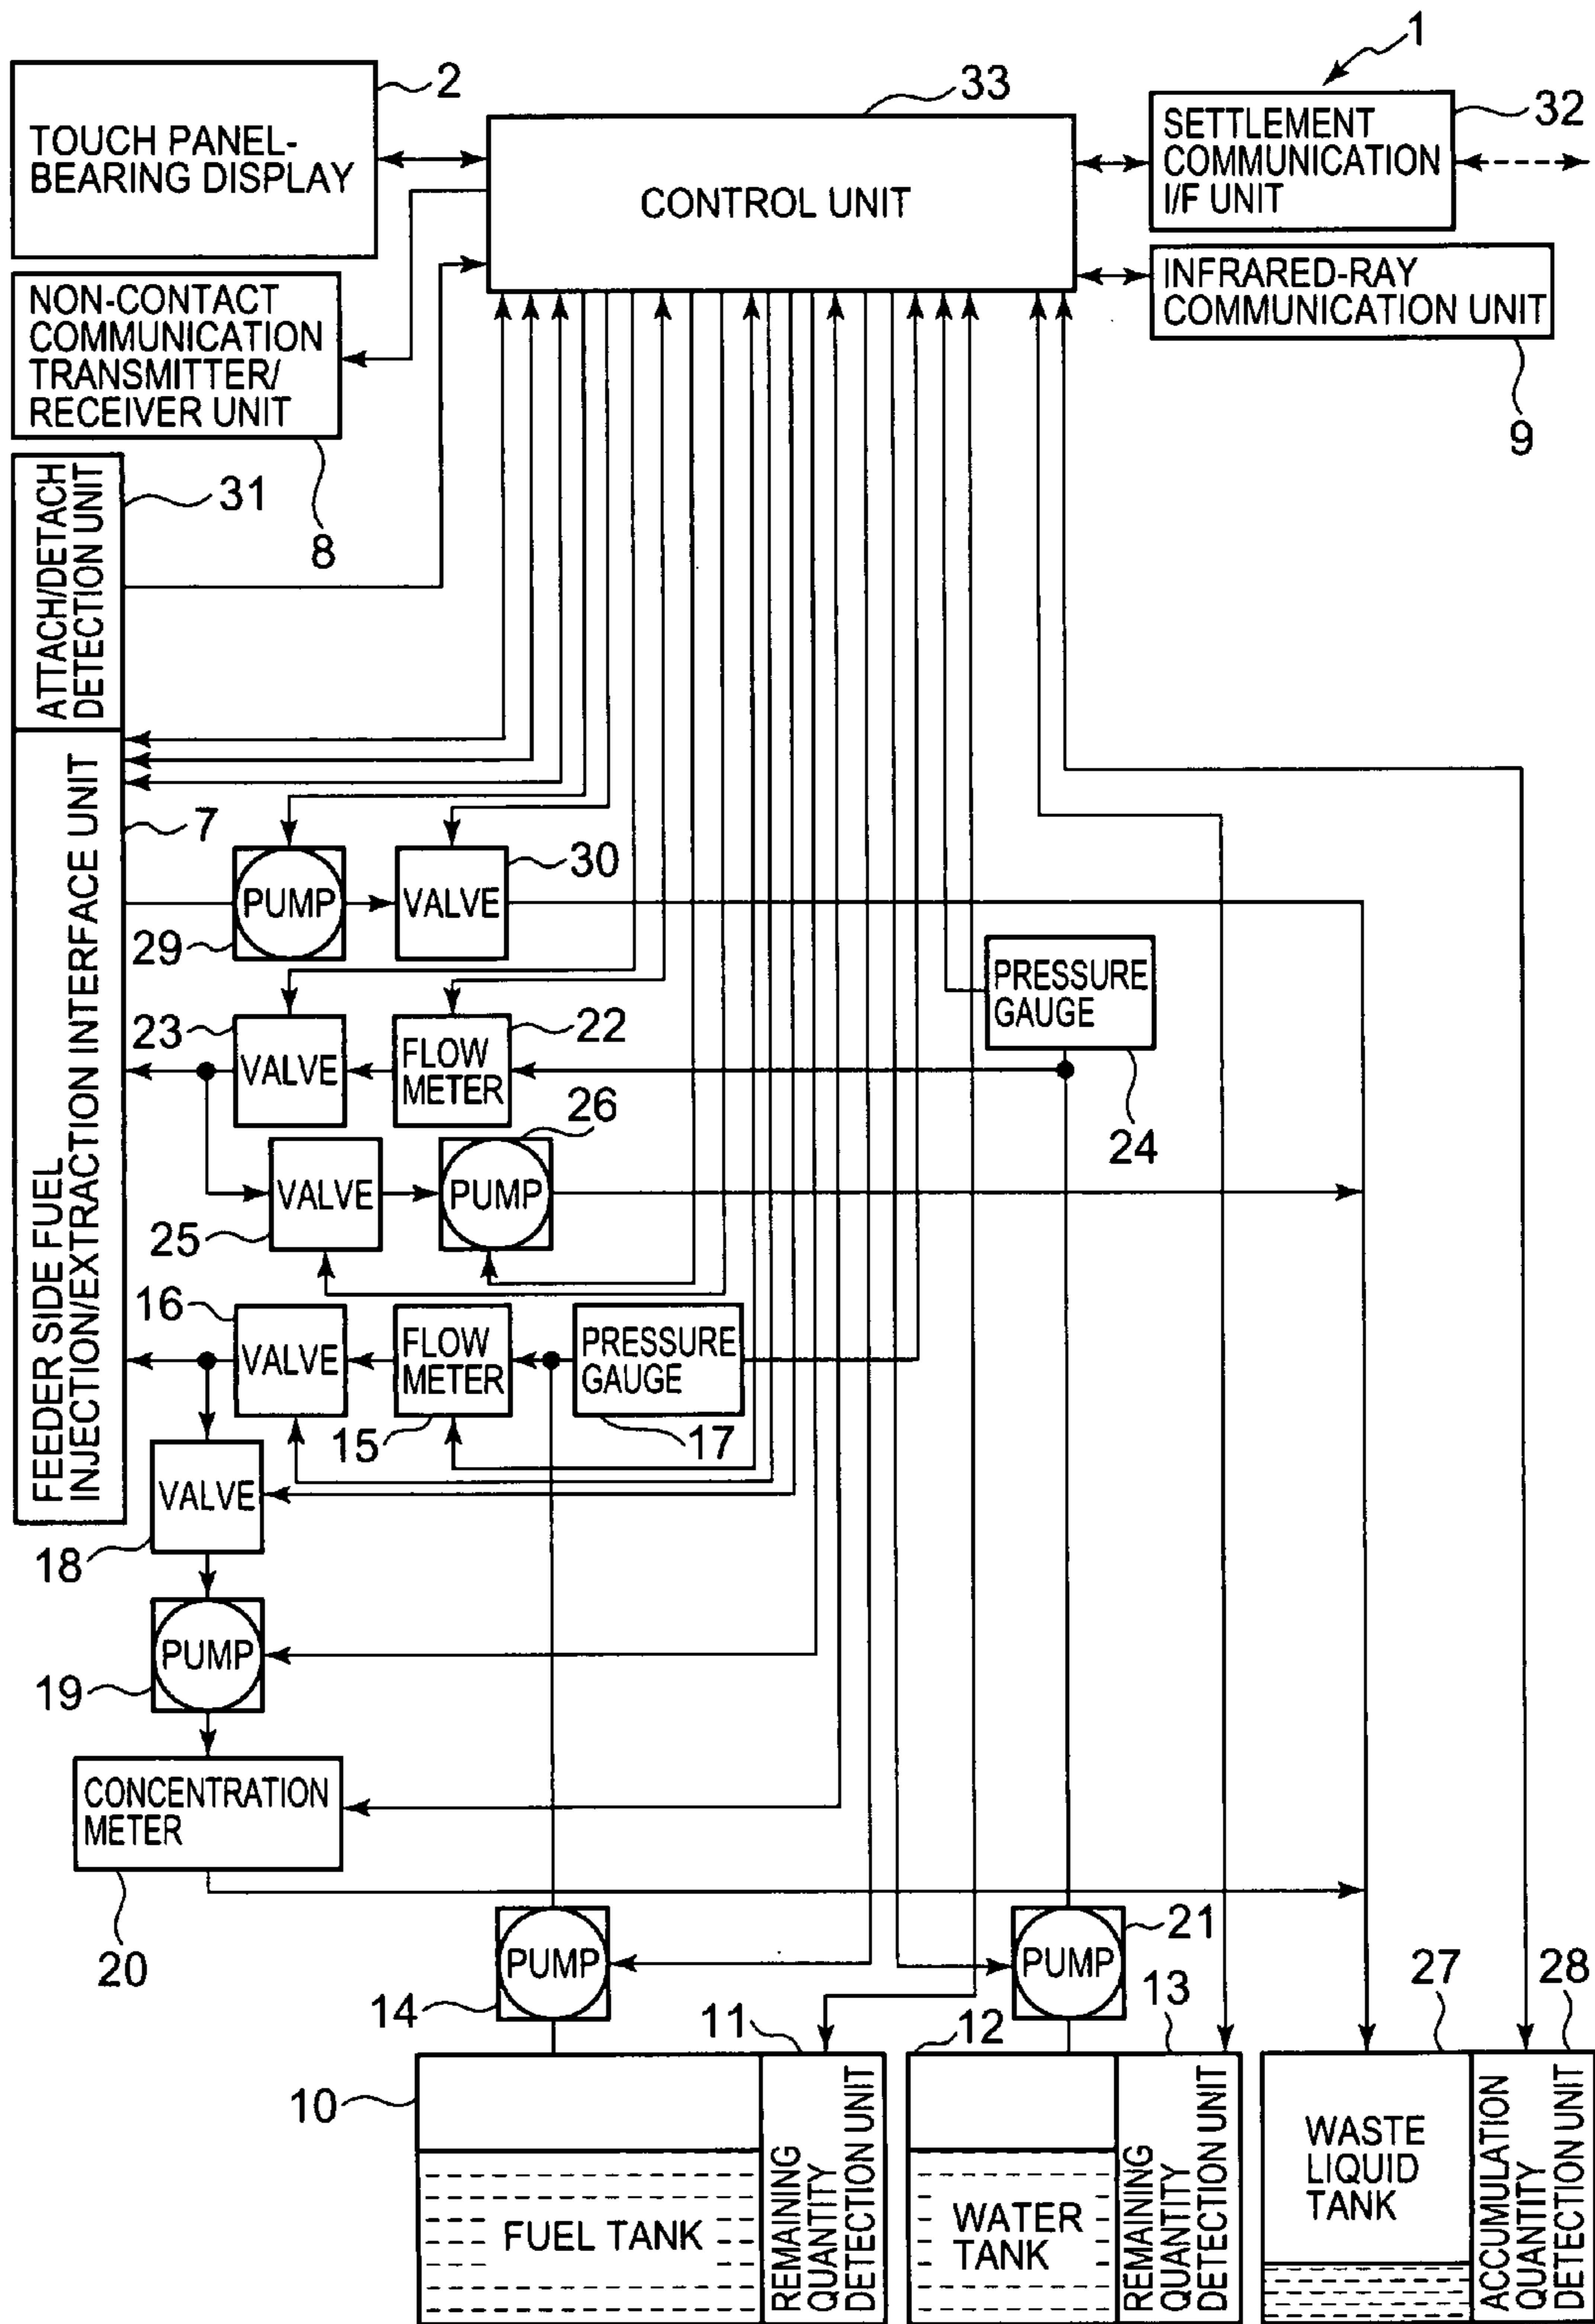 1
2
33
32
TOUCH PANEL-
BEARING DISPLAY
CONTROL UNIT
SETTLEMENT
COMMUNICATION
I/F UNIT
NON-CONTACT
COMMUNICATION
TRANSMITTER/
RECEIVER UNIT
INFRARED-RAY
COMMUNICATION UNIT
8
9
31
ATTACH/DETACH
DETECTION UNIT
7
FEEDER SIDE FUEL
INJECTION/EXTRACTION INTERFACE UNIT
PUMP
29
VALVE
30
PRESSURE
GAUGE
24
23
VALVE
22
FLOW
METER
26
VALVE
25
PUMP
16
VALVE
FLOW
METER
15
PRESSURE
GAUGE
17
VALVE
18
PUMP
19
CONCENTRATION
METER
20
PUMP
14
PUMP
21
10
11
12
13
27
28
FUEL TANK
REMAINING
QUANTITY
DETECTION UNIT
WATER
TANK
REMAINING
QUANTITY
DETECTION UNIT
WASTE
LIQUID
TANK
ACCUMULATION
QUANTITY
DETECTION UNIT